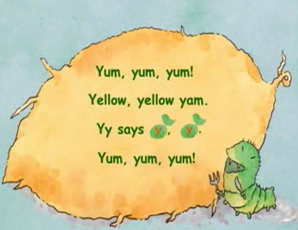 Yum, yum, yum!
Yellow, yellow yam.
Yy says y, y.
Yum, yum, yum!